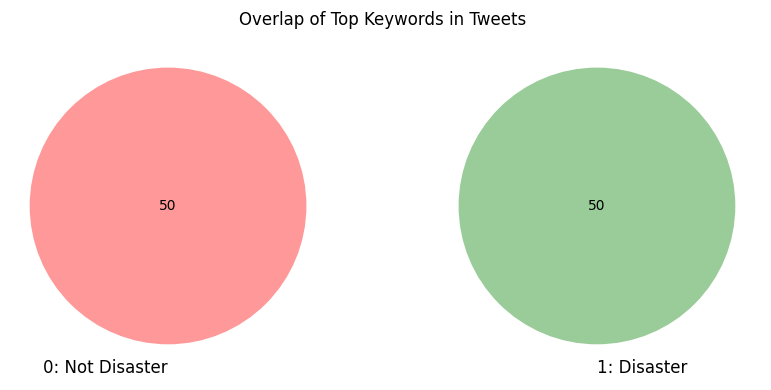 Overlap of Top Keywords in Tweets
50
50
0: Not Disaster
1: Disaster